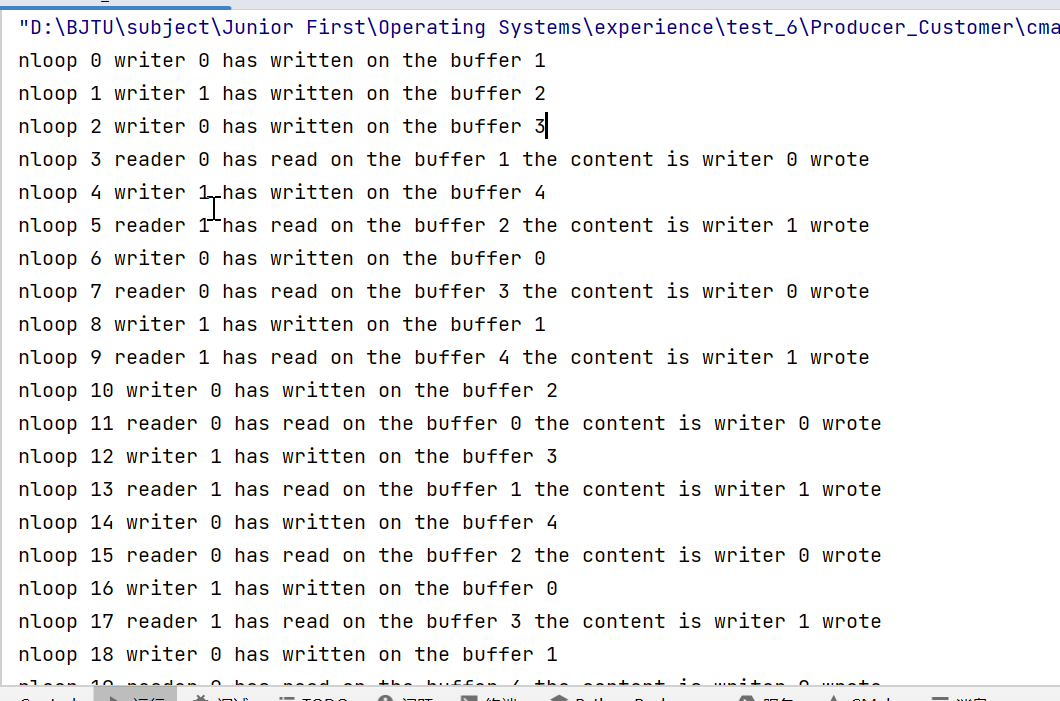 "D:\BJTU\subject\Junior First\Operating Systems\experience\test_6\Producer_Customer\cma
nloop 0 writer 0 has written on the buffer 1
nloop 1 writer 1 has written on the buffer 2
nloop 2 writer 0 has written on the buffer 3
nloop 3 reader 0 has read on the buffer 1 the content is writer 0 wrote
nloop 4 writer 1 has written on the buffer 4
nloop 5 reader 1 has read on the buffer 2 the content is writer 1 wrote
nloop 6 writer 0 has written on the buffer 0
nloop 7 reader 0 has read on the buffer 3 the content is writer 0 wrote
nloop 8 writer 1 has written on the buffer 1
nloop 9 reader 1 has read on the buffer 4 the content is writer 1 wrote
nloop 10 writer 0 has written on the buffer 2
nloop 11 reader 0 has read on the buffer 0 the content is writer 0 wrote
nloop 12 writer 1 has written on the buffer 3
nloop 13 reader 1 has read on the buffer 1 the content is writer 1 wrote
nloop 14 writer 0 has written on the buffer 4
nloop 15 reader 0 has read on the buffer 2 the content is writer 0 wrote
nloop 16 writer 1 has written on the buffer 0
nloop 17 reader 1 has read on the buffer 3 the content is writer 1 wrote
nloop 18 writer 0 has written on the buffer 1